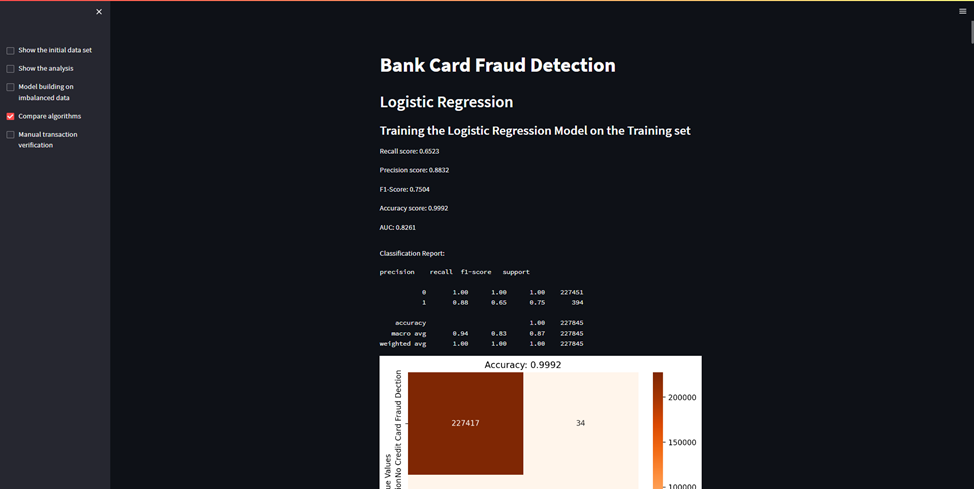 Show the initial data set
Show the analysis
Model building on
imbalanced data
Compare algorithms
Manual transaction
verification
Bank Card Fraud Detection
Logistic Regression
Training the Logistic Regression Model on the Training set
Recall score: 0.6523
Precision score: 0.8832
F1-Score: 0.7504
Accuracy score: 0.9992
AUC: 0.8261
Classification Report:
precision recall f1-score support
0 1.00 1.00 1.00 227451
1 0.88 0.65 0.75 394
accuracy 1.00 227845
macro avg 0.94 0.83 0.87 227845
weighted avg 1.00 1.00 1.00 227845
Accuracy: 0.9992
No Credit Card Fraud Dection
227417
34
200000
150000
100000